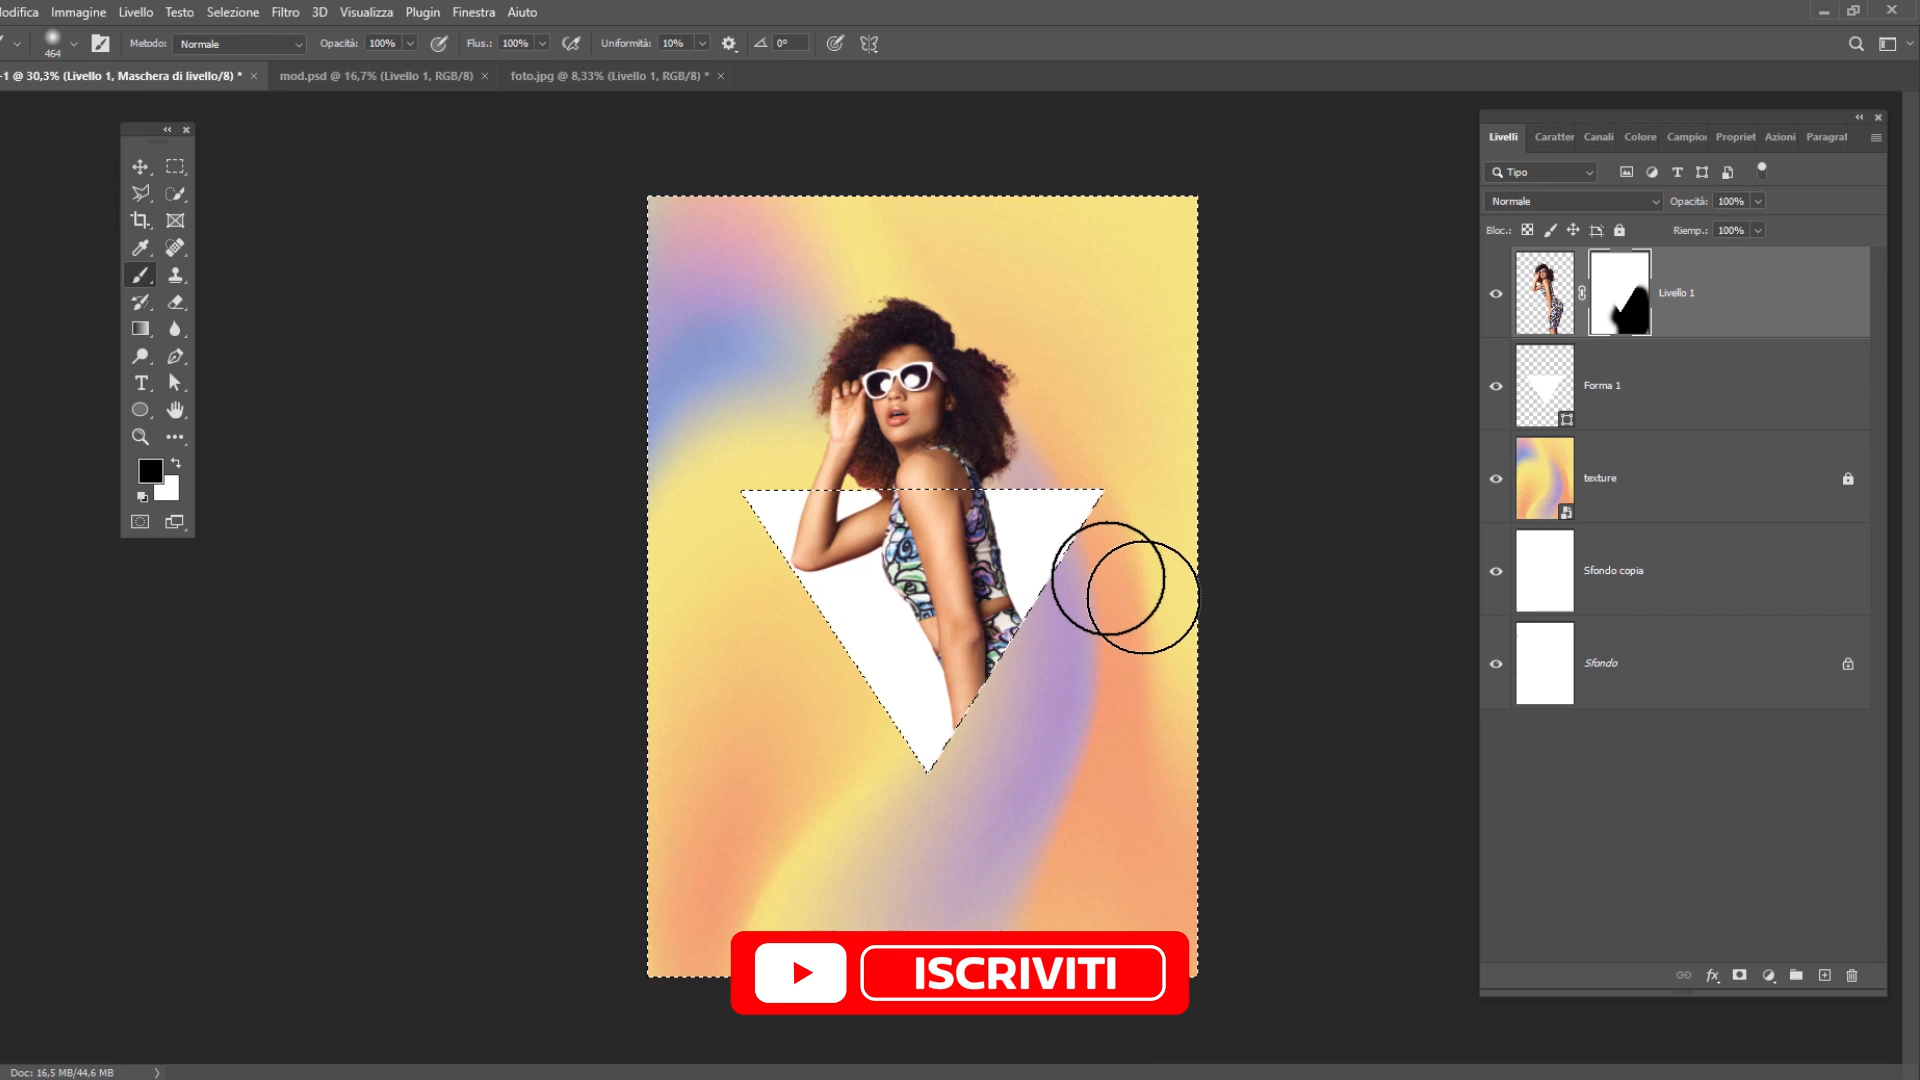 Modifica Immagine Livello Testo Selezione Filtro 3D Visualizza Plugin Finestra Aiuto
464 Metodo: Normale Opacità: 100% Flus.: 100% Uniformità: 10% 0°
-1 @ 30,3% (Livello 1, Maschera di livello/8) * mod.psd @ 16,7% (Livello 1, RGB/8) foto.jpg @ 8,33% (Livello 1, RGB/8) *
Livelli Caratter Canali Colore Campion Propriet Azioni Paragraf
Tipo
Normale Opacità: 100%
Bloc.: Riemp.: 100%
Livello 1
Forma 1
texture
Sfondo copia
Sfondo
ISCRIVITI
fx
Doc: 16,5 MB/44,6 MB